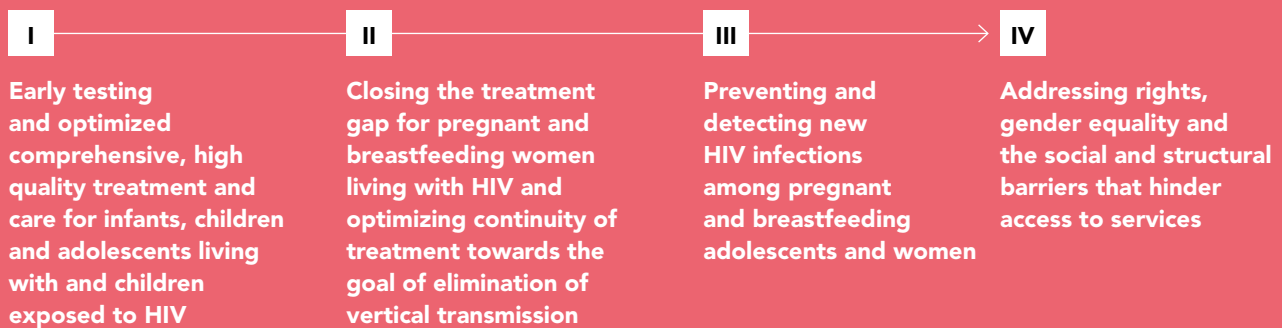 I
Early testing
and optimized
comprehensive, high
quality treatment and
care for infants, children
and adolescents living
with and children
exposed to HIV
II
Closing the treatment
gap for pregnant and
breastfeeding women
living with HIV and
optimizing continuity of
treatment towards the
goal of elimination of
vertical transmission
III
Preventing and
detecting new
HIV infections
among pregnant
and breastfeeding
adolescents and women
IV
Addressing rights,
gender equality and
the social and structural
barriers that hinder
access to services